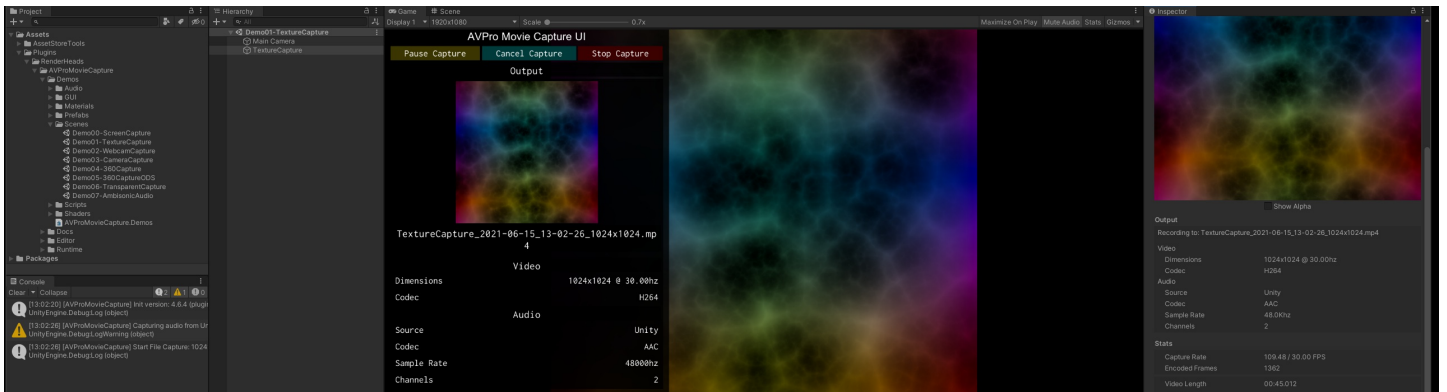 Project
Assets
AssetStoreTools
Plugins
RenderHeads
AVProMovieCapture
Demos
Audio
GUI
Materials
Prefabs
Scenes
Demo00-ScreenCapture
Demo01-TextureCapture
Demo02-WebcamCapture
Demo03-CameraCapture
Demo04-360Capture
Demo05-360CaptureODS
Demo06-TransparentCapture
Demo07-AmbisonicAudio
Scripts
Shaders
AVProMovieCapture.Demos
Docs
Editor
Runtime
Packages
Console
Clear Collapse 2 1 0
[13:02:20] [AVProMovieCapture] Init version: 4.6.4 (plugin
UnityEngine.Debug:Log (object)
[13:02:26] [AVProMovieCapture] Capturing audio from Un
UnityEngine.Debug:LogWarning (object)
[13:02:26] [AVProMovieCapture] Start File Capture: 1024
UnityEngine.Debug:Log (object)
Hierarchy
All
Demo01-TextureCapture
Main Camera
TextureCapture
Game Scene
Display 1 1920x1080 Scale 0.7x Maximize On Play Mute Audio Stats Gizmos
AVPro Movie Capture UI
Pause Capture Cancel Capture Stop Capture
Output
TextureCapture_2021-06-15_13-02-26_1024x1024.mp
4
Video
Dimensions 1024x1024 @ 30.00hz
Codec H264
Audio
Source Unity
Codec AAC
Sample Rate 48000hz
Channels 2
Inspector
Show Alpha
Output
Recording to: TextureCapture_2021-06-15_13-02-26_1024x1024.mp4
Video
Dimensions 1024x1024 @ 30.00hz
Codec H264
Audio
Source Unity
Codec AAC
Sample Rate 48.0Khz
Channels 2
Stats
Capture Rate 109.48 / 30.00 FPS
Encoded Frames 1362
Video Length 00:45.012